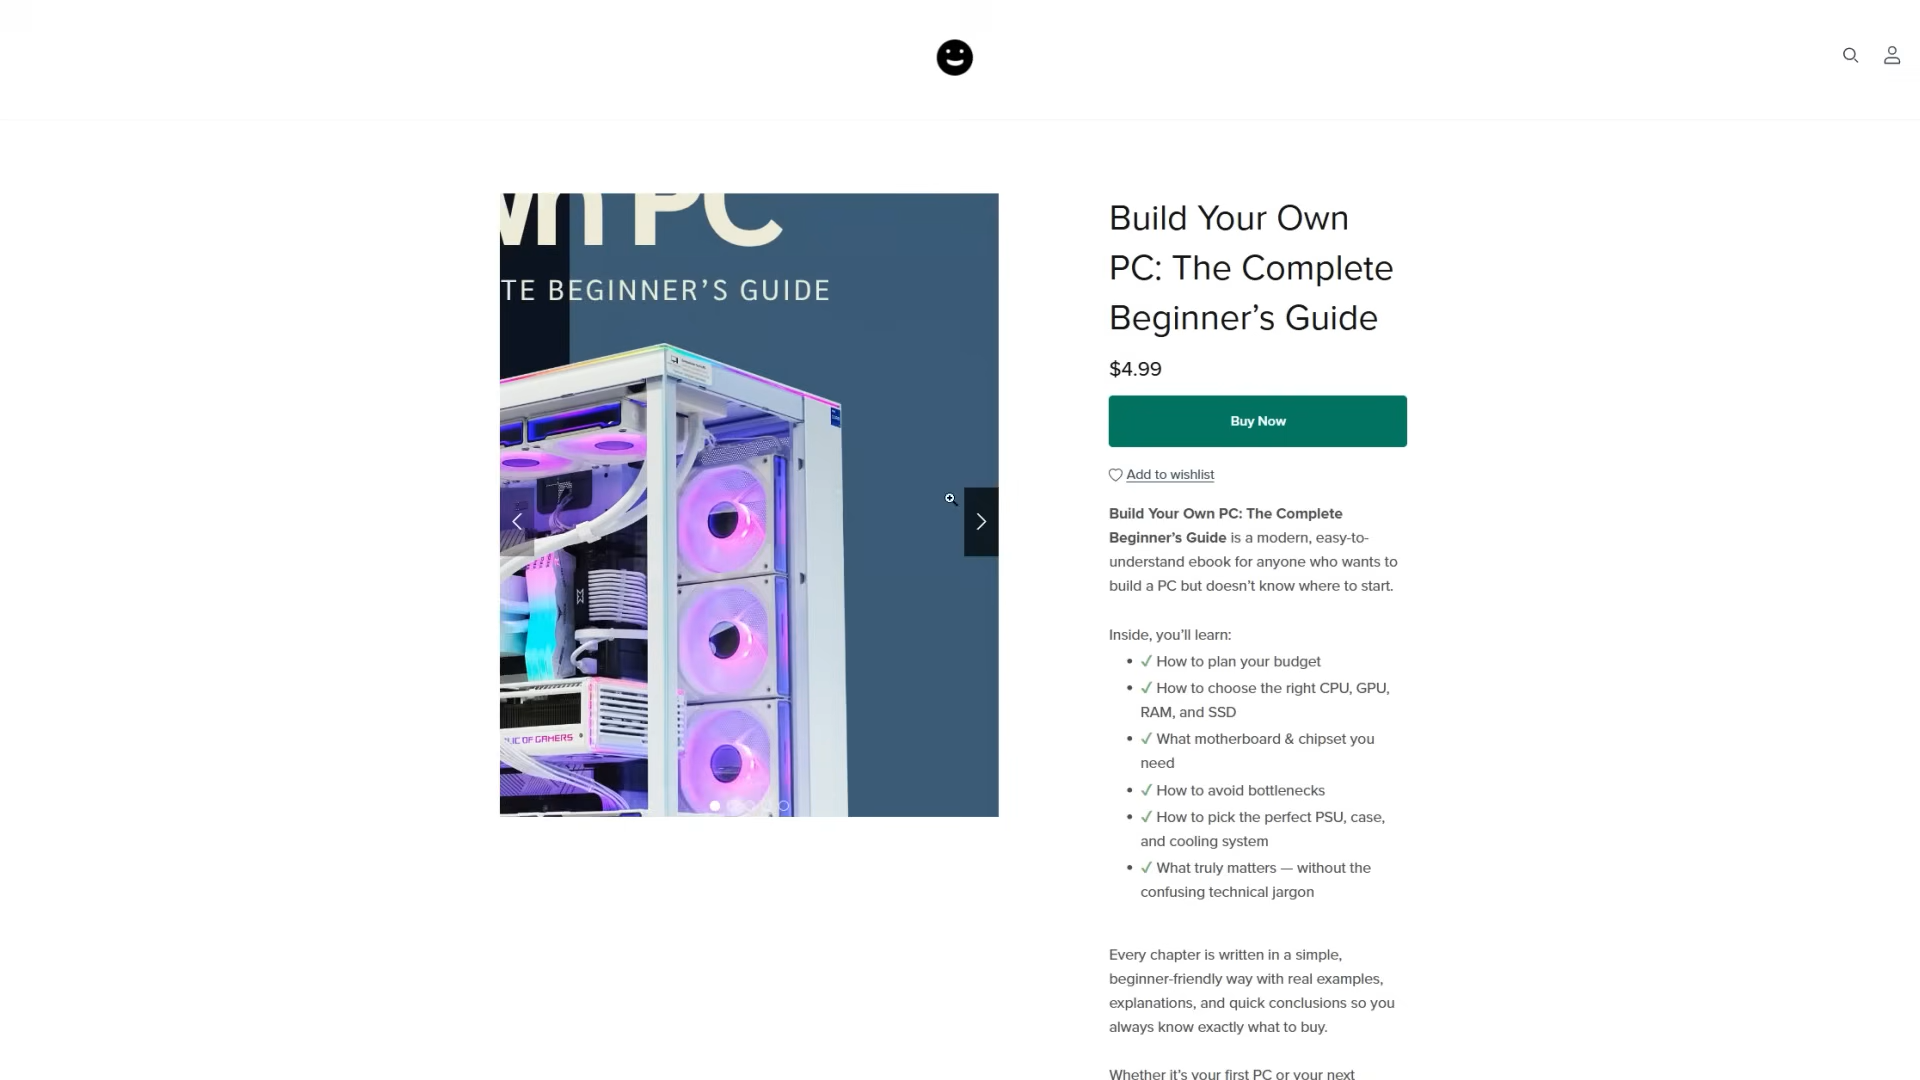 wn PC
TE BEGINNER’S GUIDE
LIC OF GAMERS
Build Your Own
PC: The Complete
Beginner’s Guide
$4.99
Buy Now
Add to wishlist
Build Your Own PC: The Complete
Beginner’s Guide is a modern, easy-to-
understand ebook for anyone who wants to
build a PC but doesn’t know where to start.
Inside, you’ll learn:
• ✓ How to plan your budget
• ✓ How to choose the right CPU, GPU,
RAM, and SSD
• ✓ What motherboard & chipset you
need
• ✓ How to avoid bottlenecks
• ✓ How to pick the perfect PSU, case,
and cooling system
• ✓ What truly matters — without the
confusing technical jargon
Every chapter is written in a simple,
beginner-friendly way with real examples,
explanations, and quick conclusions so you
always know exactly what to buy.
Whether it’s your first PC or your next